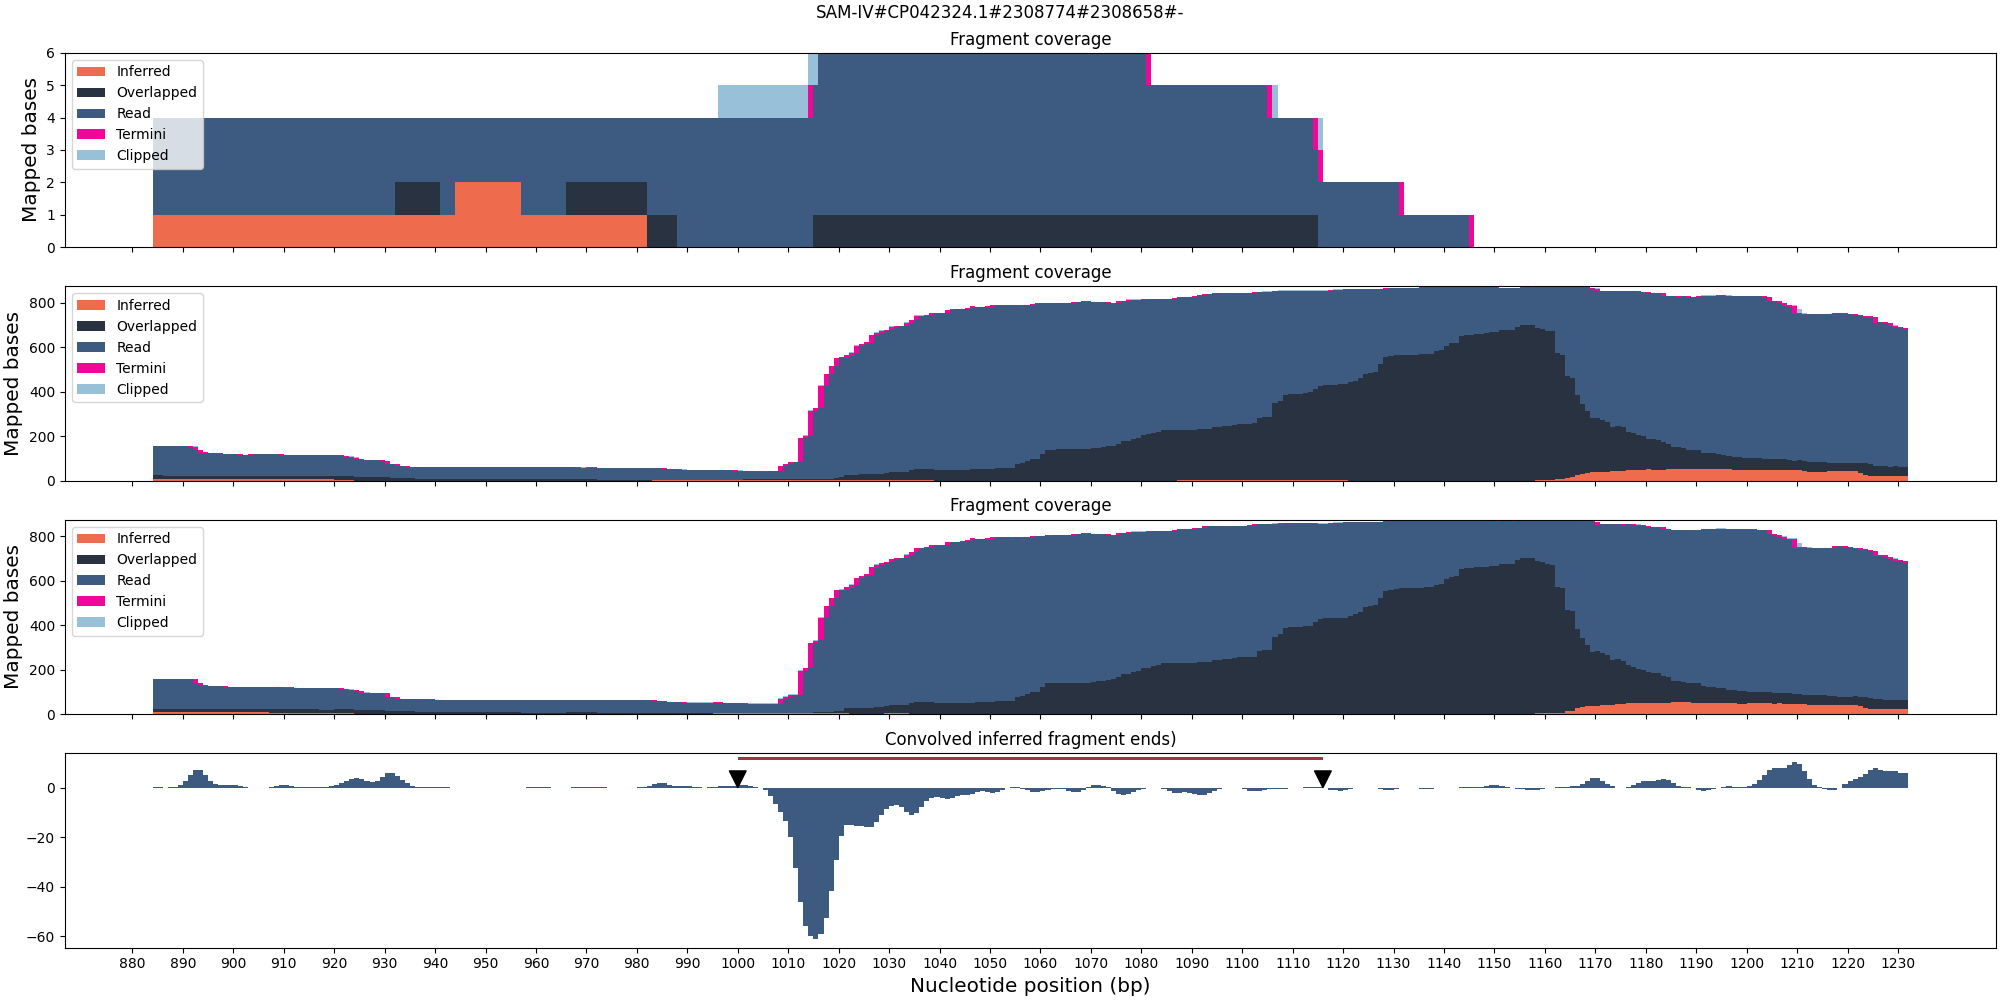 SAM-IV#CP042324.1#2308774#2308658#-
Fragment coverage
Mapped bases
6
5
4
3
2
1
0
Inferred
Overlapped
Read
Termini
Clipped
Fragment coverage
Mapped bases
800
600
400
200
0
Inferred
Overlapped
Read
Termini
Clipped
Fragment coverage
Mapped bases
800
600
400
200
0
Inferred
Overlapped
Read
Termini
Clipped
Convolved inferred fragment ends)
0
−20
−40
−60
880 890 900 910 920 930 940 950 960 970 980 990 1000 1010 1020 1030 1040 1050 1060 1070 1080 1090 1100 1110 1120 1130 1140 1150 1160 1170 1180 1190 1200 1210 1220 1230
Nucleotide position (bp)